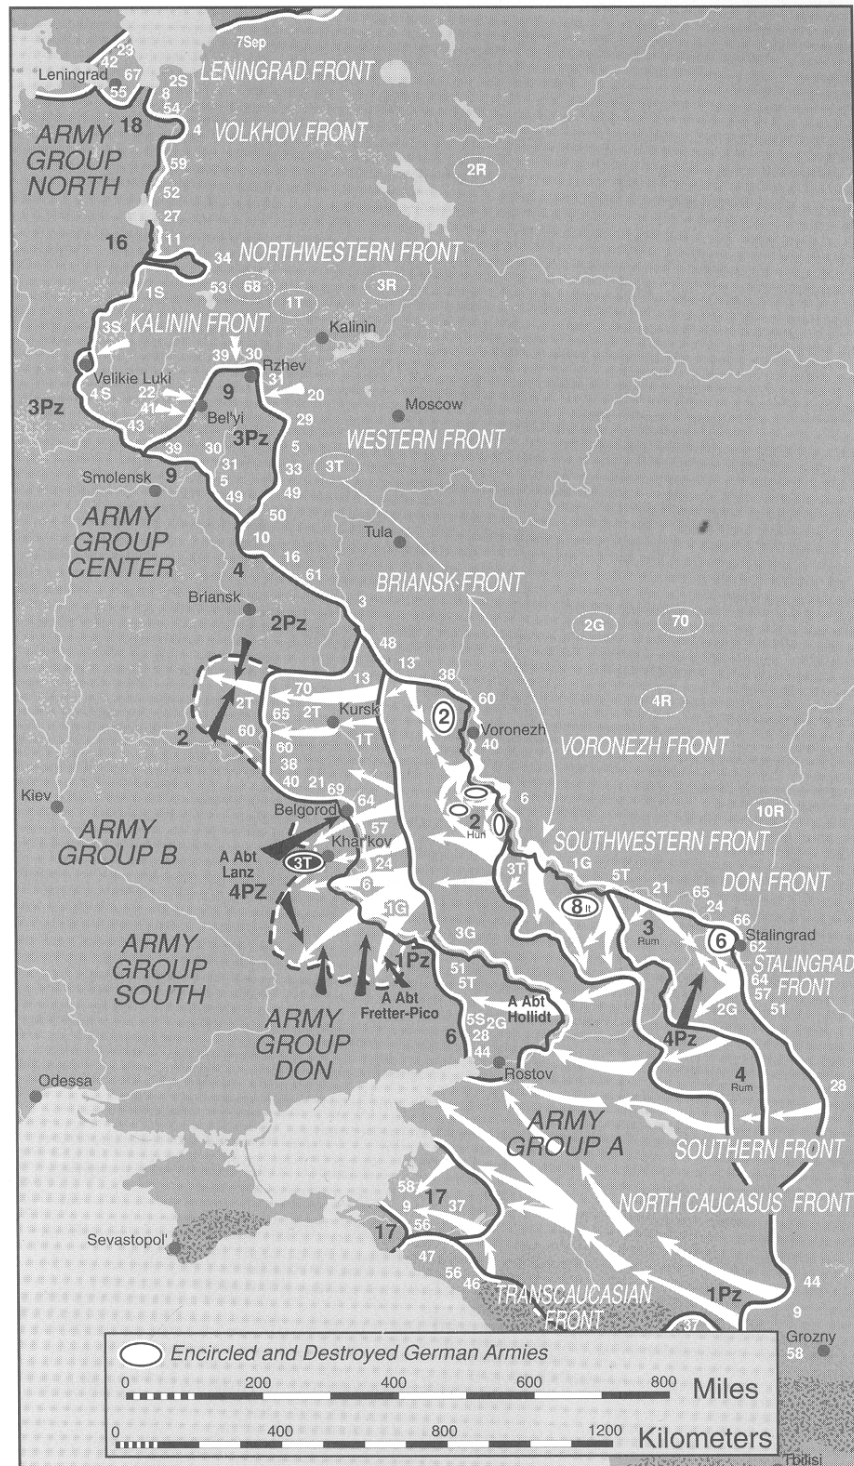 7Sep
23
42
Leningrad
67
55
2S
8
54
LENINGRAD FRONT
18
4
VOLKHOV FRONT
ARMY
GROUP
NORTH
59
2R
52
27
16
11
34
NORTHWESTERN FRONT
1S
53
68
3R
1T
3S
KALININ FRONT
Kalinin
39
30
Rzhev
Velikie Luki
4S
22
41
9
31
20
3Pz
Bel'yi
Moscow
43
3Pz
29
WESTERN FRONT
39
30
5
3T
9
31
33
Smolensk
5
49
49
50
ARMY
GROUP
CENTER
10
Tula
4
16
61
BRIANSK FRONT
Briansk
3
2Pz
2G
70
48
13
13
38
70
60
2T
4R
65
2T
Kursk
2
Voronezh
60
1T
40
2
60
VORONEZH FRONT
38
40
21
69
Kiev
64
6
10R
Belgorod
ARMY
GROUP B
57
2
Hun
SOUTHWESTERN FRONT
Khar'kov
A Abt
Lanz
3T
24
3T
1G
5T
DON FRONT
4PZ
6
21
65
24
1G
8 It
3
Rum
66
6
Stalingrad
62
3G
ARMY
GROUP
SOUTH
1Pz
51
5T
STALINGRAD
FRONT
64
57
A Abt
Fretter-Pico
A Abt
Hollidt
2G
51
ARMY
GROUP
DON
5S
2G
6
28
44
4Pz
Rostov
4
Rum
Odessa
28
ARMY
GROUP A
SOUTHERN FRONT
58
17
9
37
NORTH CAUCASUS FRONT
56
17
Sevastopol'
47
56
46
TRANSCAUCASIAN
FRONT
1Pz
44
9
37
Grozny
58
Encircled and Destroyed German Armies
0 200 400 600 800 Miles
0 400 800 1200 Kilometers
Tbilisi